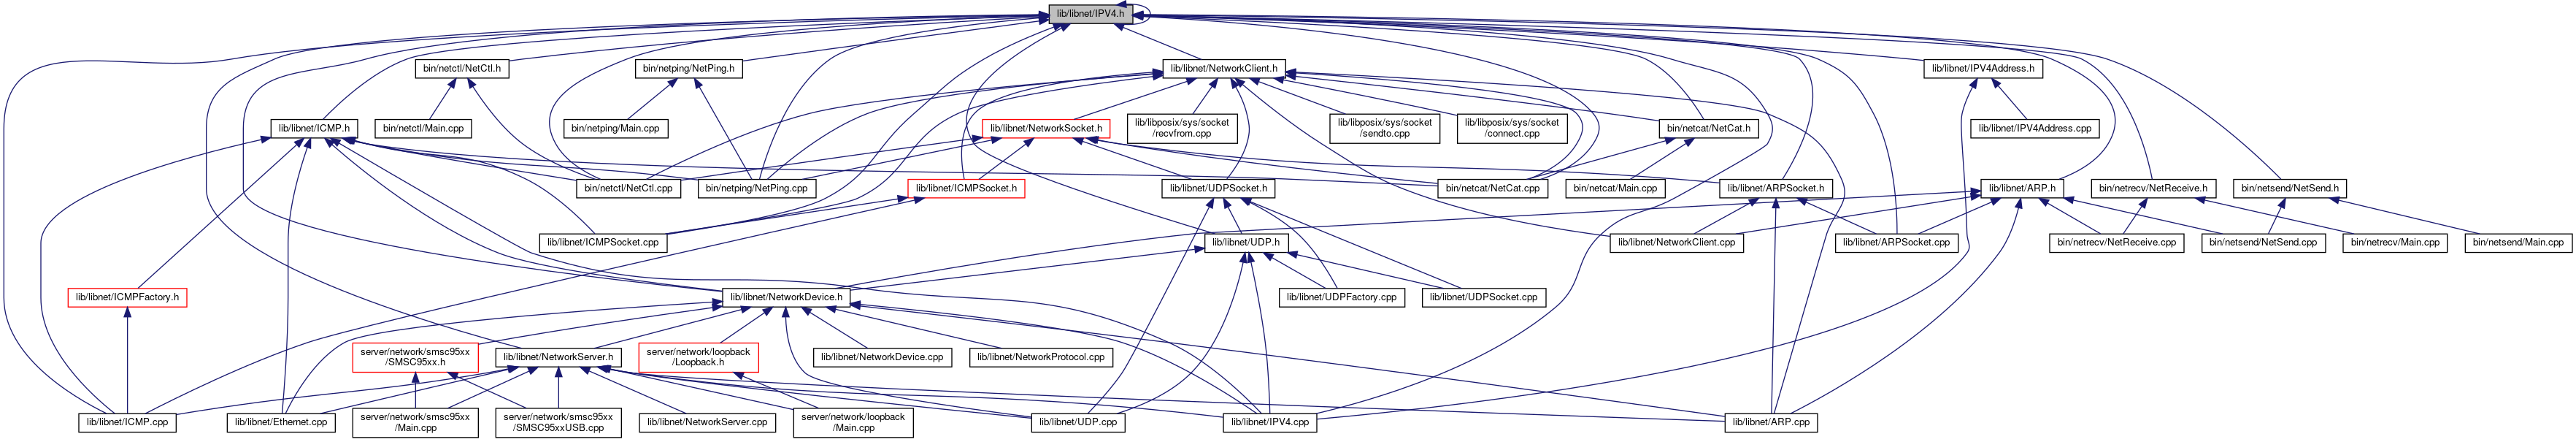 lib/libnet/IPV4.h
bin/netctl/NetCtl.h
bin/netping/NetPing.h
lib/libnet/NetworkClient.h
lib/libnet/IPV4Address.h
lib/libnet/ICMP.h
bin/netctl/Main.cpp
bin/netping/Main.cpp
lib/libnet/NetworkSocket.h
lib/libposix/sys/socket
/recvfrom.cpp
lib/libposix/sys/socket
/sendto.cpp
lib/libposix/sys/socket
/connect.cpp
bin/netcat/NetCat.h
lib/libnet/IPV4Address.cpp
bin/netctl/NetCtl.cpp
bin/netping/NetPing.cpp
lib/libnet/ICMPSocket.h
lib/libnet/UDPSocket.h
bin/netcat/NetCat.cpp
bin/netcat/Main.cpp
lib/libnet/ARPSocket.h
lib/libnet/ARP.h
bin/netrecv/NetReceive.h
bin/netsend/NetSend.h
lib/libnet/ICMPSocket.cpp
lib/libnet/UDP.h
lib/libnet/NetworkClient.cpp
lib/libnet/ARPSocket.cpp
bin/netrecv/NetReceive.cpp
bin/netsend/NetSend.cpp
bin/netrecv/Main.cpp
bin/netsend/Main.cpp
lib/libnet/ICMPFactory.h
lib/libnet/NetworkDevice.h
lib/libnet/UDPFactory.cpp
lib/libnet/UDPSocket.cpp
server/network/smsc95xx
/SMSC95xx.h
lib/libnet/NetworkServer.h
server/network/loopback
/Loopback.h
lib/libnet/NetworkDevice.cpp
lib/libnet/NetworkProtocol.cpp
lib/libnet/ICMP.cpp
lib/libnet/Ethernet.cpp
server/network/smsc95xx
/Main.cpp
server/network/smsc95xx
/SMSC95xxUSB.cpp
lib/libnet/NetworkServer.cpp
server/network/loopback
/Main.cpp
lib/libnet/UDP.cpp
lib/libnet/IPV4.cpp
lib/libnet/ARP.cpp